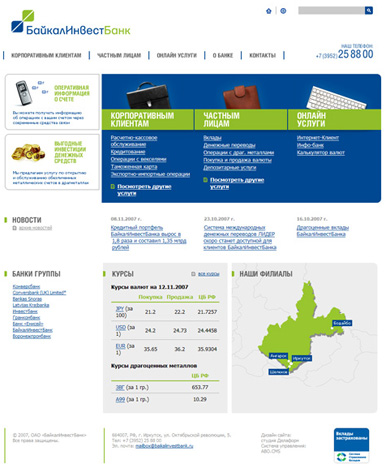 БайкалИнвестБанк
КОРПОРАТИВНЫМ КЛИЕНТАМ
ЧАСТНЫМ ЛИЦАМ
ОНЛАЙН УСЛУГИ
О БАНКЕ
КОНТАКТЫ
НАШ ТЕЛЕФОН
+7 (3952) 25 88 00
ОПЕРАТИВНАЯ
ИНФОРМАЦИЯ
О СЧЕТЕ
Вы можете получить информацию
об операциях с вашим счетом через
современные средства связи
ВЫГОДНЫЕ
ИНВЕСТИЦИИ
ДЕНЕЖНЫХ
СРЕДСТВ
Мы предлагаем услуги по открытию
и обслуживанию обезличенных
металлических счетов в драгметаллах
КОРПОРАТИВНЫМ
КЛИЕНТАМ
Расчетно-кассовое
обслуживание
Кредитование
Операции с векселями
Таможенная карта
Экспортно-импортные операции
Посмотреть другие
услуги
ЧАСТНЫМ
ЛИЦАМ
Вклады
Денежные переводы
Операции с драг. металлами
Покупка и продажа валюты
Депозитарные услуги
Посмотреть другие
услуги
ОНЛАЙН
УСЛУГИ
Интернет-Клиент
Инфо-банк
Калькулятор валют
НОВОСТИ
архив новостей
08.11.2007 г.
Кредитный портфель
БайкалИнвестБанка вырос в
1,8 раза и составил 1,35 млрд
рублей
23.10.2007 г.
Система международных
денежных переводов ЛИДЕР
скоро станет доступной для
клиентов БайкалИнвестБанка
16.10.2007 г.
Драгоценные вклады
БайкалИнвестБанка
БАНКИ ГРУППЫ
Конверсбанк
Conversbank (UK) Limited"
Bankas Snoras
Latvijas Krajbanka
Инвестбанк
Гранкомбанк
Банк «Енисей»
ВладИнвестБанк
Воронежпромбанк
КУРСЫ
все курсы
Курсы валют на 12.11.2007
Покупка Продажа ЦБ РФ
JPY (за 100) 21.2 22.2 21.7257
USD (за 1) 24.2 24.73 24.4458
EUR (за 1) 35.65 36.2 35.9304
Курсы драгоценных металлов
ЦБ РФ
ЗВГ (за 1 гр.) 653.77
А99 (за 1 гр.) 10.29
НАШИ ФИЛИАЛЫ
Бодайбо
Ангарск
Иркутск
Шелехов
© 2007, ОАО «БайкалИнвестБанк»
Все права защищены.
664007, РФ, г. Иркутск, ул. Октябрьской революции, 5
Тел.: +7 (3952) 25 88 00
Эл. почта: mailbox@baikalinvestbank.ru
Дизайн сайта:
студия Делаформ
Система управления:
ABO.CMS
Вклады
застрахованы